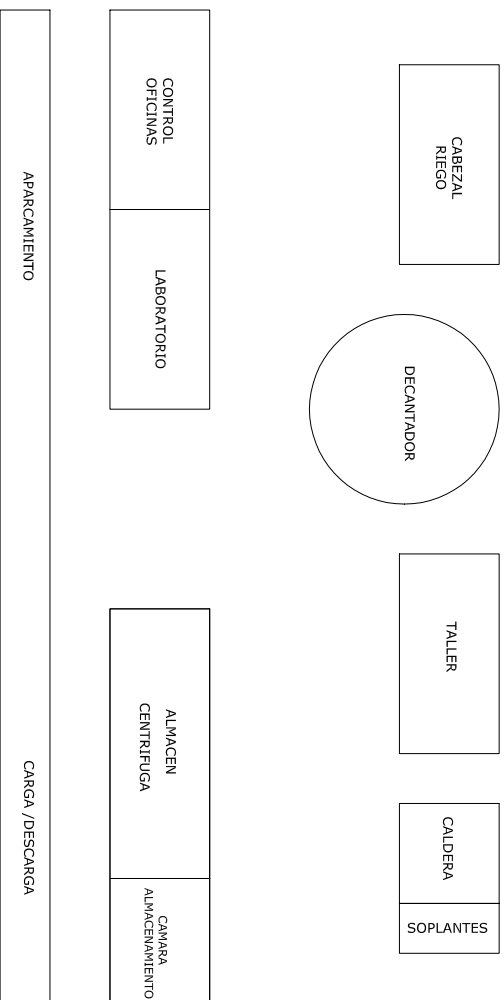 CONTROL
OFICINAS
CABEZAL
RIEGO
APARCAMIENTO
LABORATORIO
DECANTADOR
TALLER
ALMACEN
CENTRIFUGA
CARGA /DESCARGA
CALDERA
SOPLANTES
CAMARA
ALMACENAMIENTO